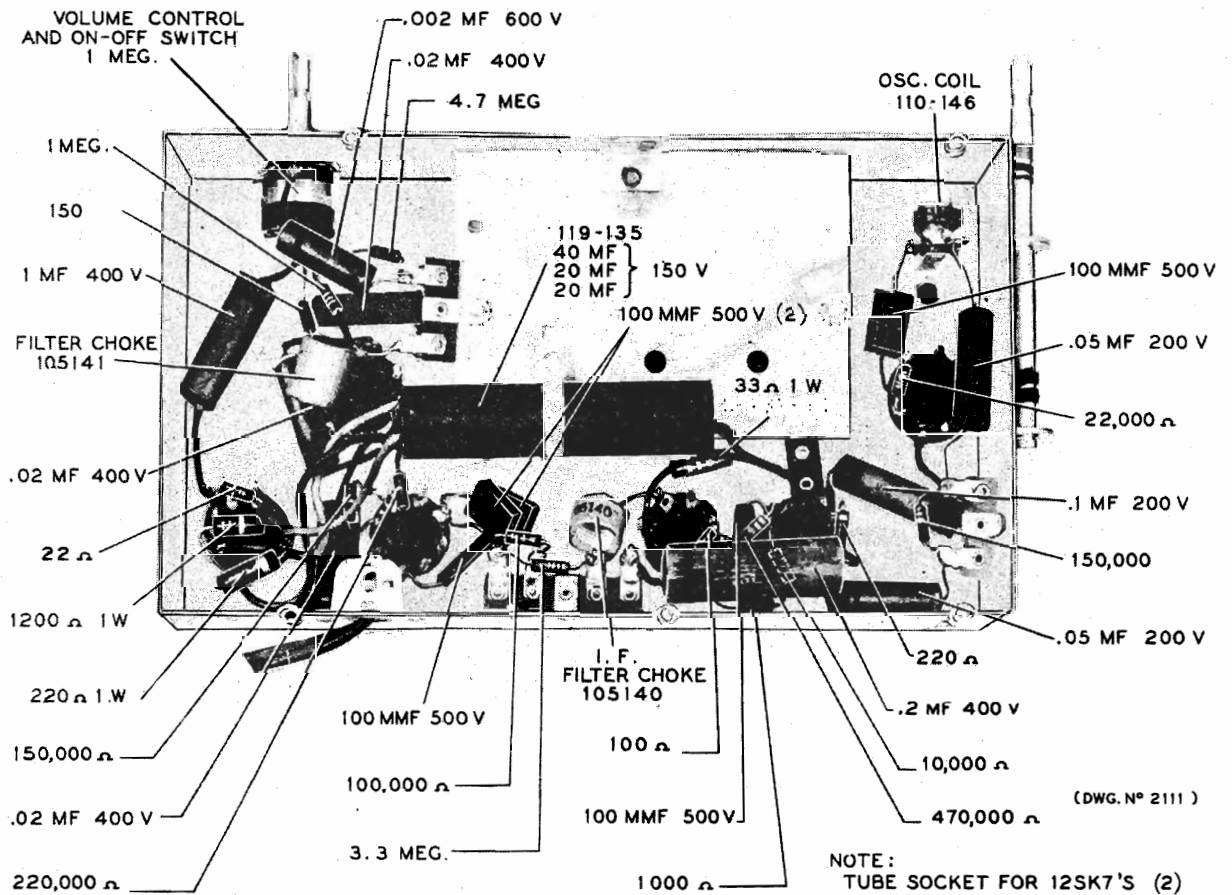 VOLUME CONTROL
AND ON-OFF SWITCH
1 MEG.
.002 MF 600 V
.02 MF 400 V
4.7 MEG
OSC. COIL
110-146
1 MEG.
150
1 MF 400 V
FILTER CHOKE
105141
.02 MF 400 V
22Ω
1200 Ω 1W
220 Ω 1.W
150,000 Ω
.02 MF 400 V
220,000 Ω
119-135
40 MF
20 MF
20 MF
150 V
100 MMF 500 V (2)
33Ω 1 W
100 MMF 500 V
.05 MF 200 V
22,000 Ω
.1 MF 200 V
150,000
.05 MF 200 V
220 Ω
.2 MF 400 V
10,000 Ω
470,000 Ω
105140
I. F.
FILTER CHOKE
105140
100 MMF 500 V
100,000 Ω
3.3 MEG.
100 Ω
100 MMF 500 V
1000 Ω
(DWG. Nº 2111)
NOTE:
TUBE SOCKET FOR 12SK7'S (2)